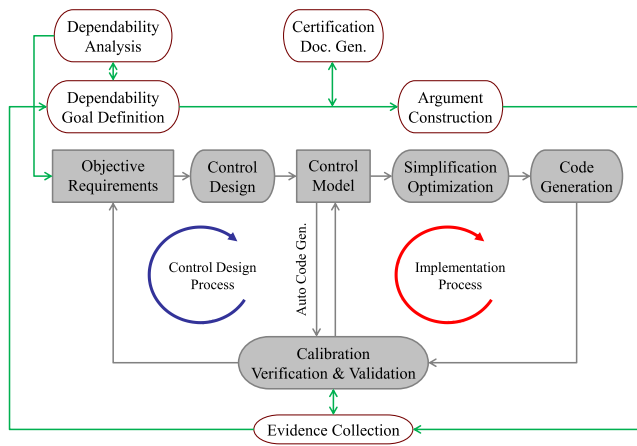 Dependability
Analysis
Certification
Doc. Gen.
Dependability
Goal Definition
Argument
Construction
Objective
Requirements
Control
Design
Control
Model
Simplification
Optimization
Code
Generation
Control Design
Process
Auto Code Gen.
Implementation
Process
Calibration
Verification & Validation
Evidence Collection